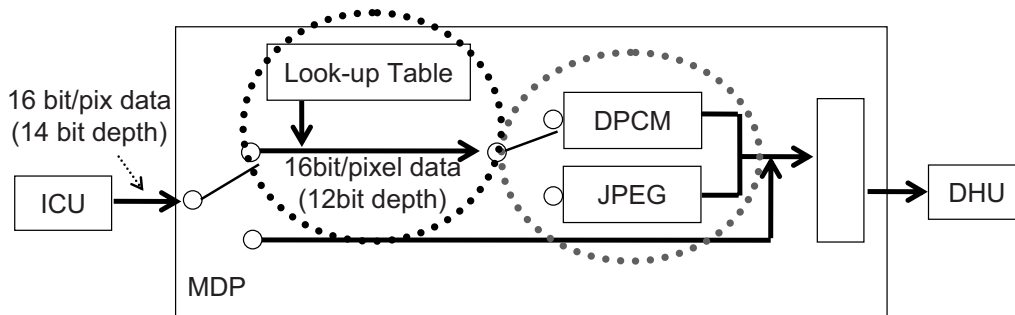 Look-up Table
16 bit/pix data
(14 bit depth)
DPCM
16bit/pixel data
(12bit depth)
ICU
JPEG
DHU
MDP